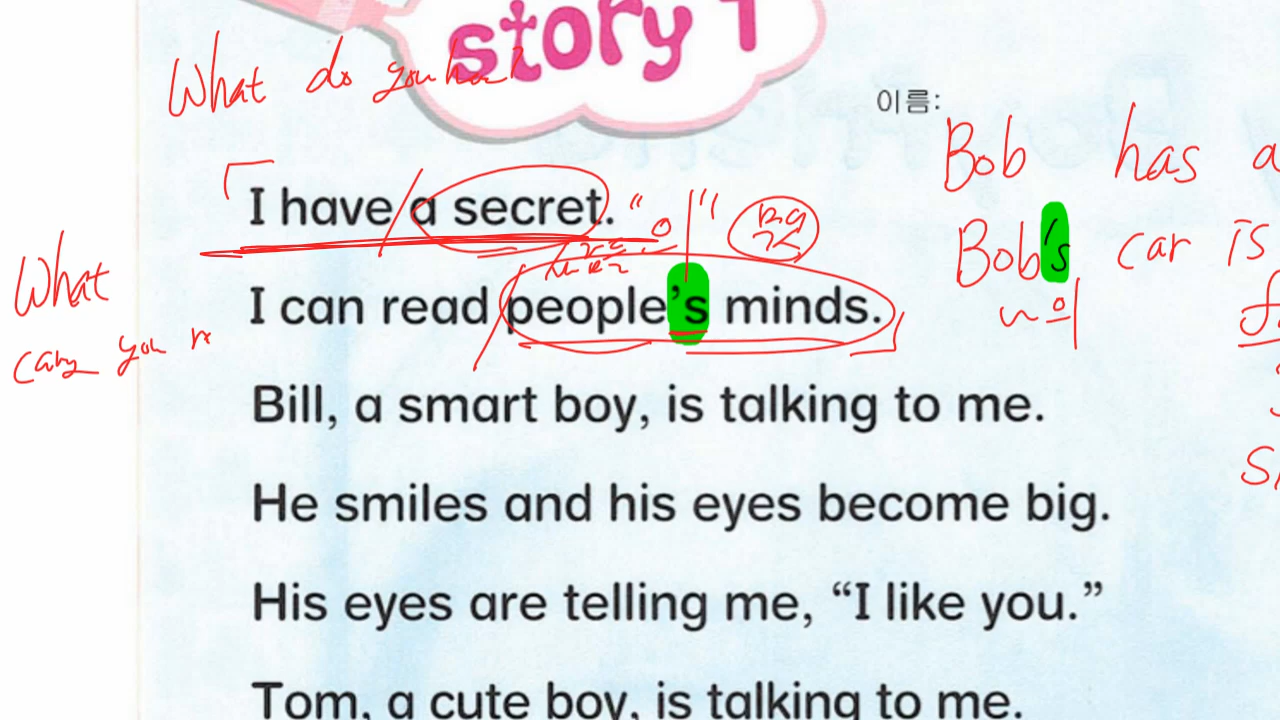 story 1
What do you ha
이름:
Bob has a
I have a secret. "의"
Bob's car is
~의
What can you r
I can read people's minds.
Bill, a smart boy, is talking to me.
He smiles and his eyes become big.
His eyes are telling me, “I like you.”
Tom, a cute boy, is talking to me.